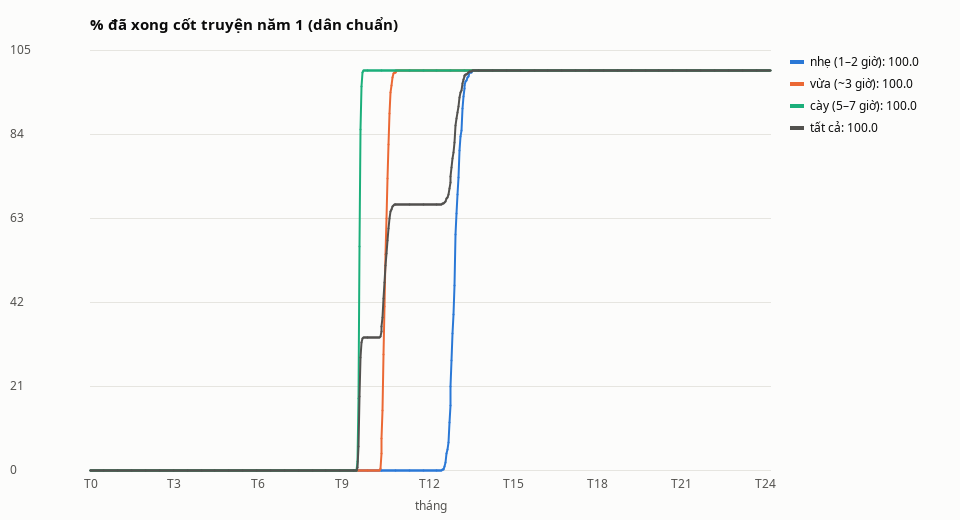 % đã xong cốt truyện năm 1 (dân chuẩn)
105
84
63
42
21
0
T0 T3 T6 T9 T12 T15 T18 T21 T24
tháng
nhẹ (1–2 giờ): 100.0
vừa (~3 giờ): 100.0
cày (5–7 giờ): 100.0
tất cả: 100.0